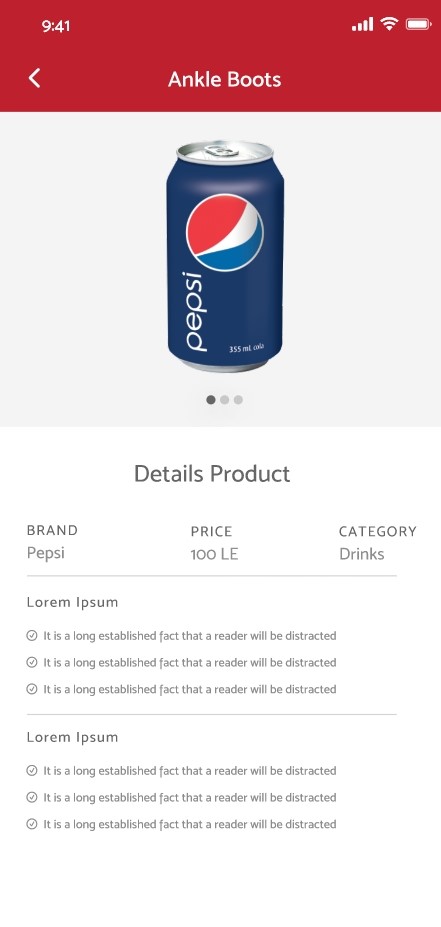 9:41
Ankle Boots
pepsi
355 mL cola
Details Product
BRAND PRICE CATEGORY
Pepsi 100 LE Drinks
Lorem Ipsum
It is a long established fact that a reader will be distracted
It is a long established fact that a reader will be distracted
It is a long established fact that a reader will be distracted
Lorem Ipsum
It is a long established fact that a reader will be distracted
It is a long established fact that a reader will be distracted
It is a long established fact that a reader will be distracted